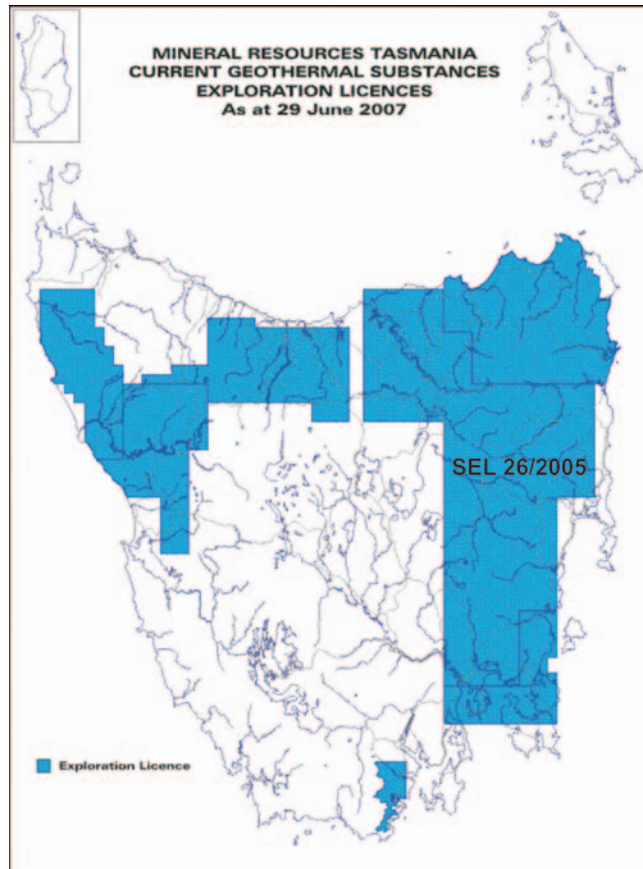 MINERAL RESOURCES TASMANIA
CURRENT GEOTHERMAL SUBSTANCES
EXPLORATION LICENCES
As at 29 June 2007
SEL 26/2005
Exploration Licence